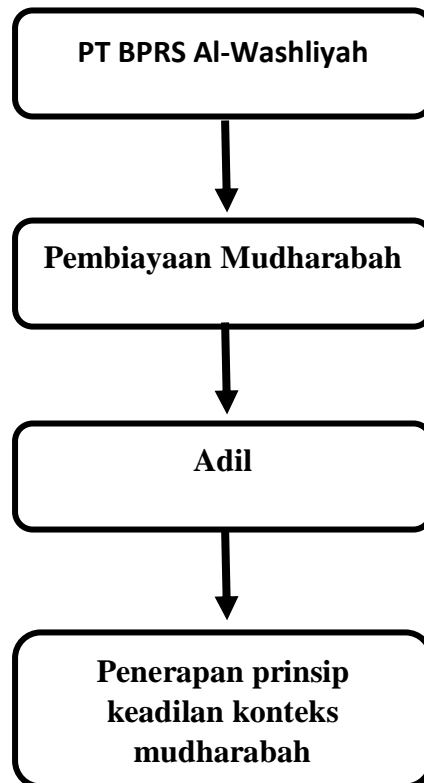 PT BPRS Al-Washliyah
Pembiayaan Mudharabah
Adil
Penerapan prinsip
keadilan konteks
mudharabah